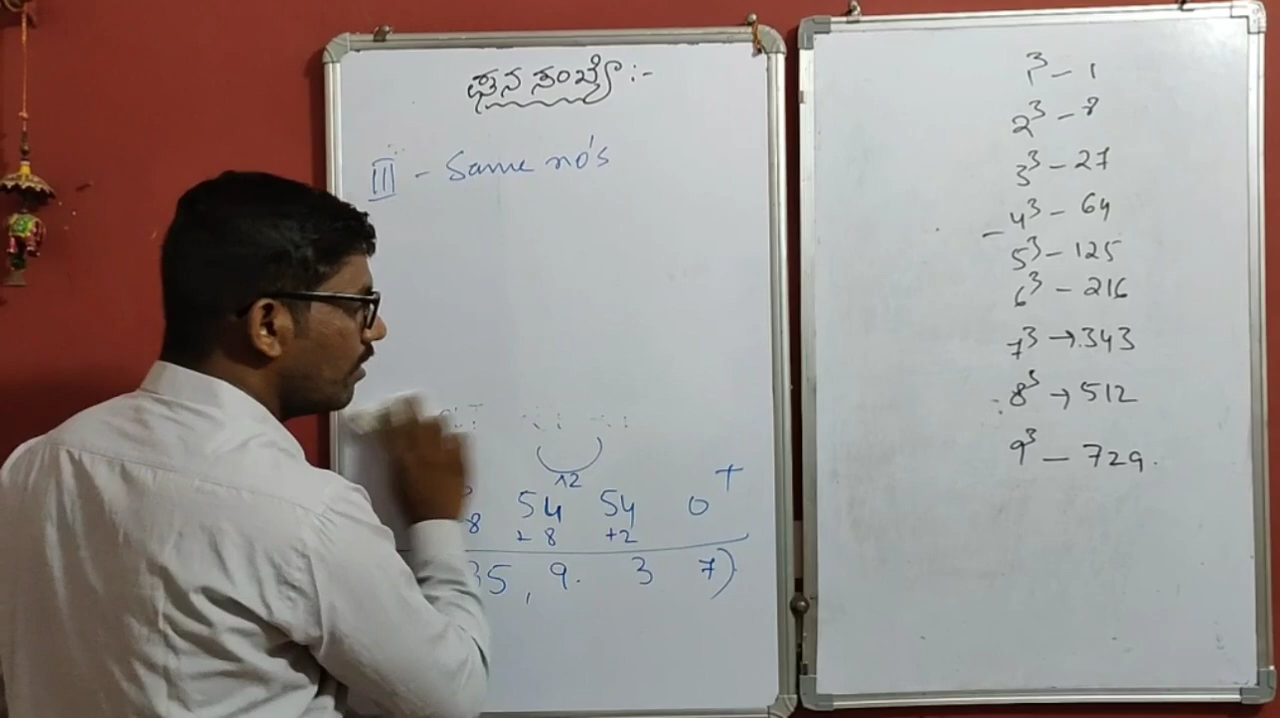 ಘನ ಸಂಖ್ಯೆ :-
III - Same no's
×2
54 54 0 +
8 +8 +2
35, 9. 3 7)
1³ - 1
2³ - 8
3³ - 27
4³ - 64
5³ - 125
6³ - 216
7³ → 343
8³ → 512
9³ - 729.